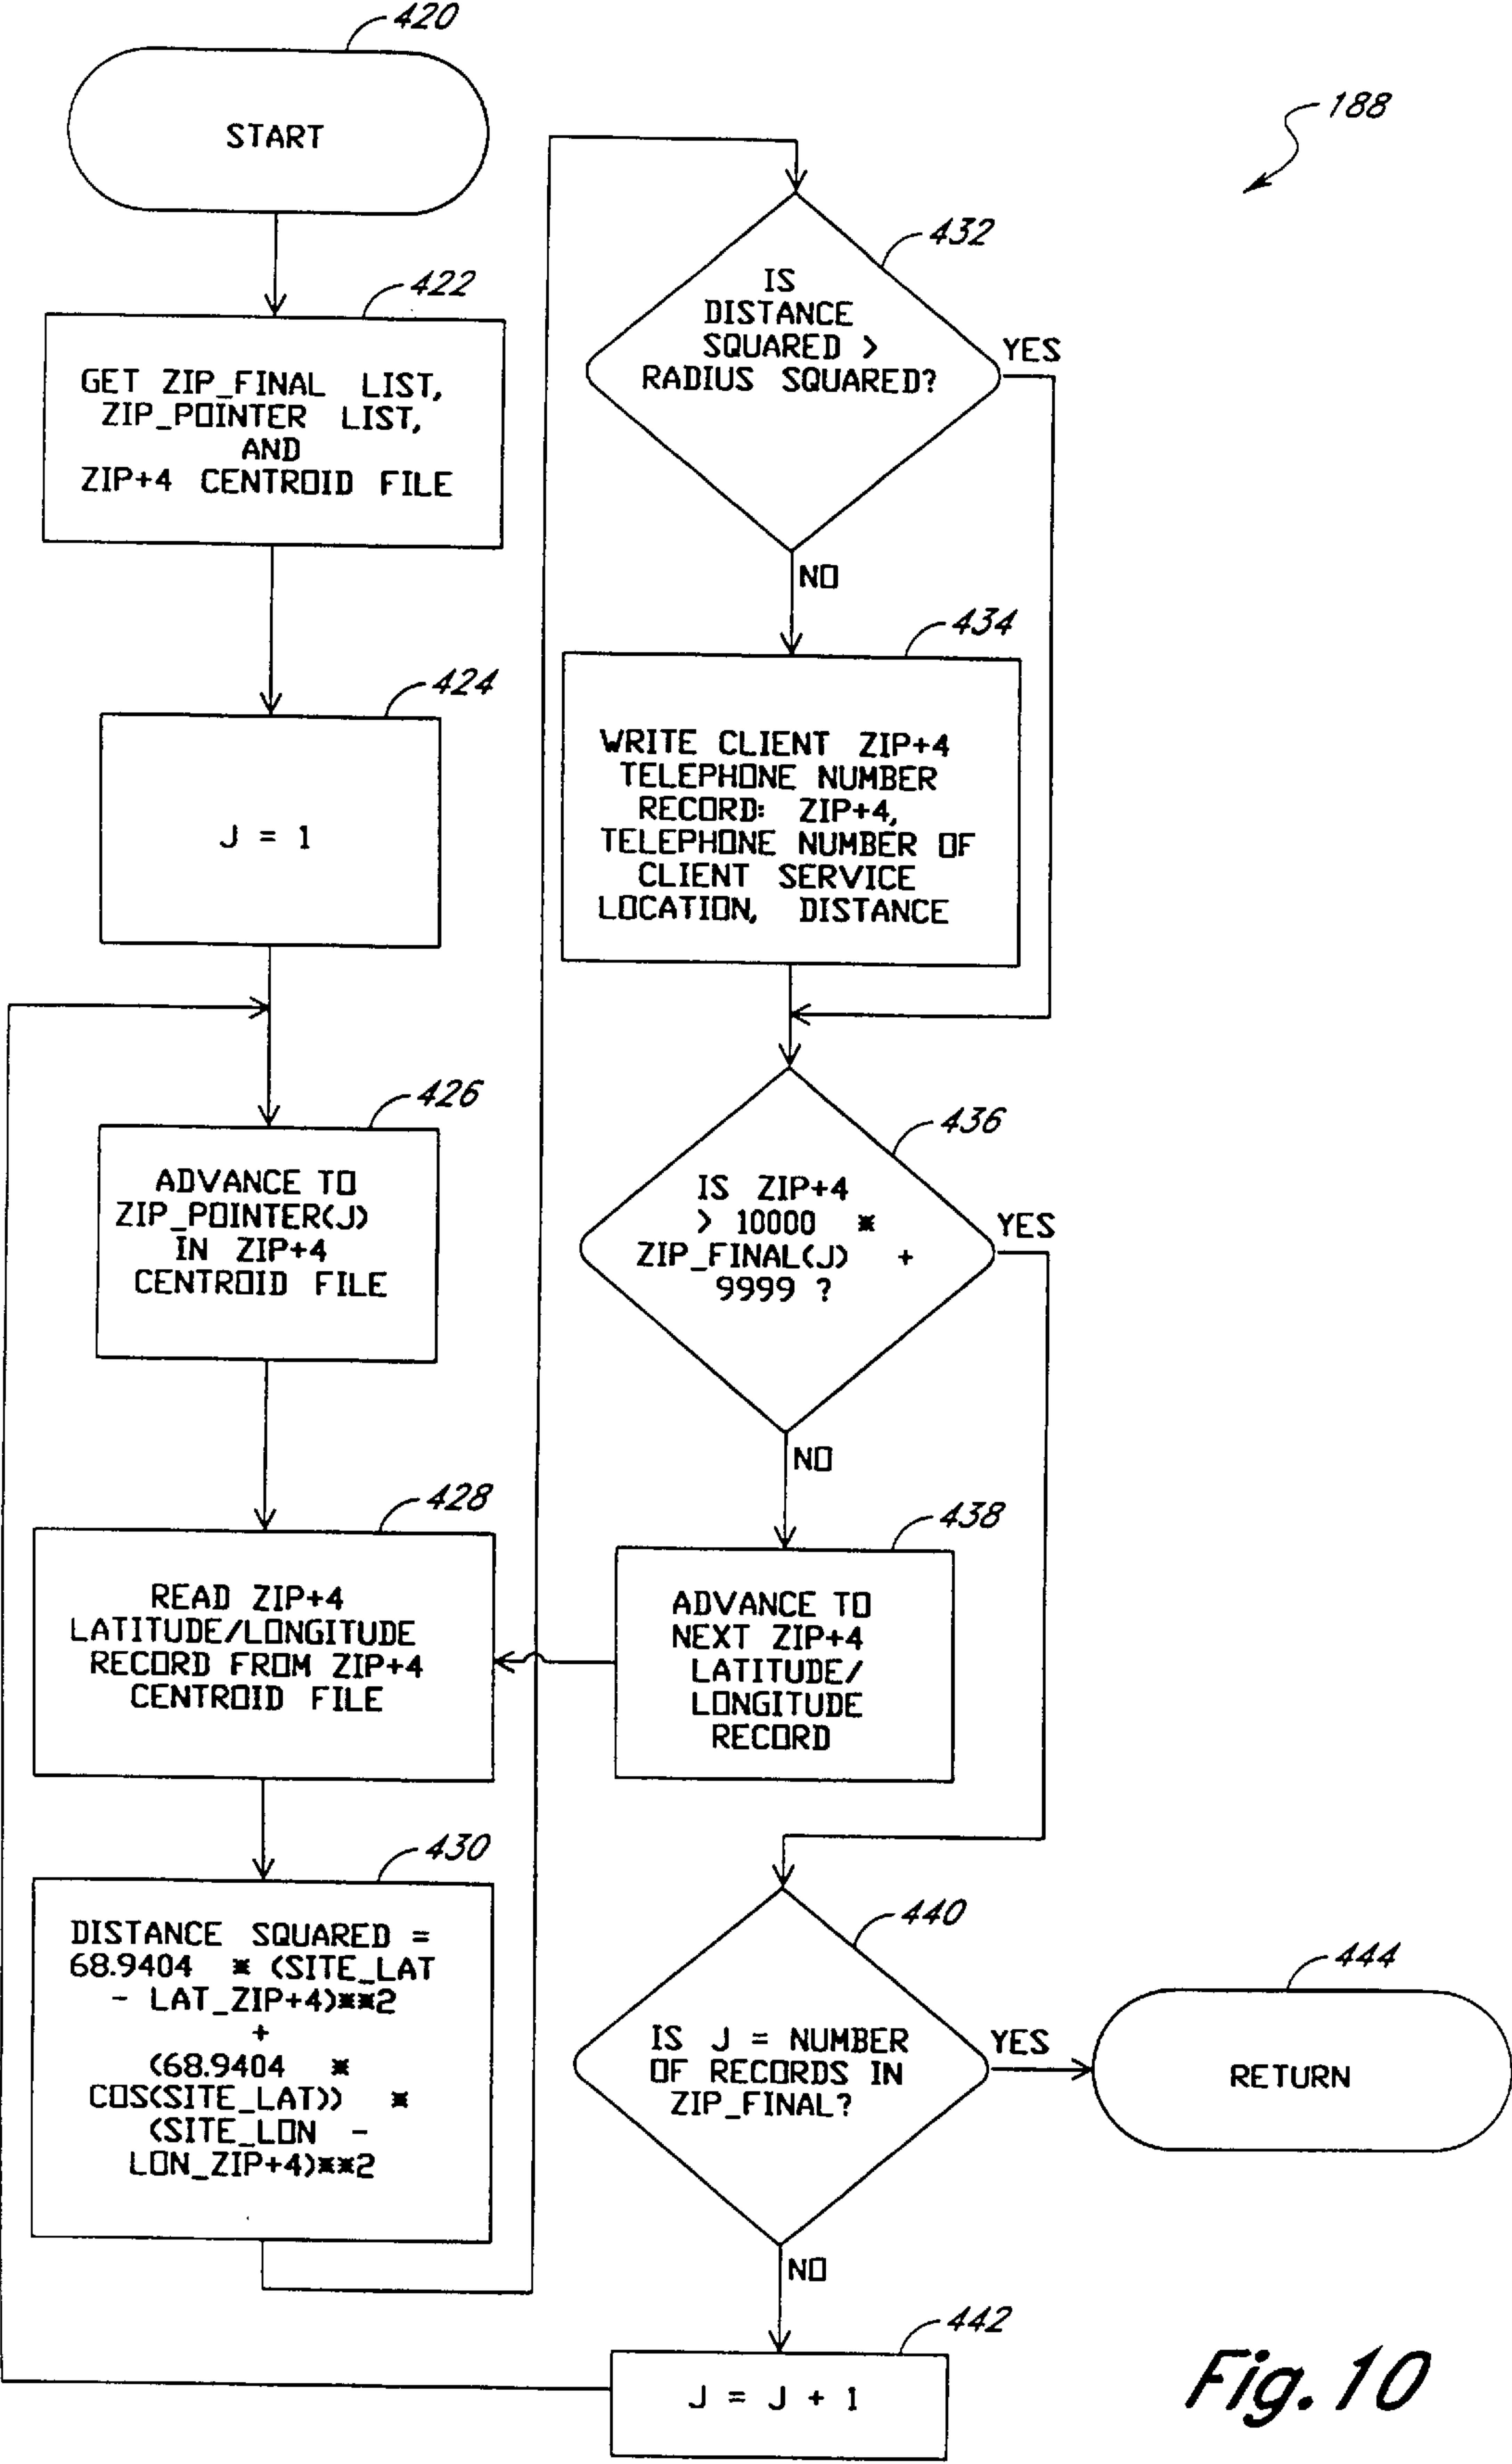 420
START
422
GET ZIP_FINAL LIST,
ZIP_POINTER LIST,
AND
ZIP+4 CENTROID FILE
424
J = 1
426
ADVANCE TO
ZIP_POINTER(J)
IN ZIP+4
CENTROID FILE
428
READ ZIP+4
LATITUDE/LONGITUDE
RECORD FROM ZIP+4
CENTROID FILE
430
DISTANCE SQUARED =
68.9404 * (SITE_LAT
- LAT_ZIP+4)**2
+
(68.9404 *
COS(SITE_LAT)) *
(SITE_LON -
LON_ZIP+4)**2
188
432
IS
DISTANCE
SQUARED >
RADIUS SQUARED?
YES
NO
434
WRITE CLIENT ZIP+4
TELEPHONE NUMBER
RECORD: ZIP+4,
TELEPHONE NUMBER OF
CLIENT SERVICE
LOCATION, DISTANCE
436
IS ZIP+4
> 10000 *
ZIP_FINAL(J) +
9999 ?
YES
NO
438
ADVANCE TO
NEXT ZIP+4
LATITUDE/
LONGITUDE
RECORD
440
IS J = NUMBER
OF RECORDS IN
ZIP_FINAL?
YES
444
RETURN
NO
442
J = J + 1
Fig. 10